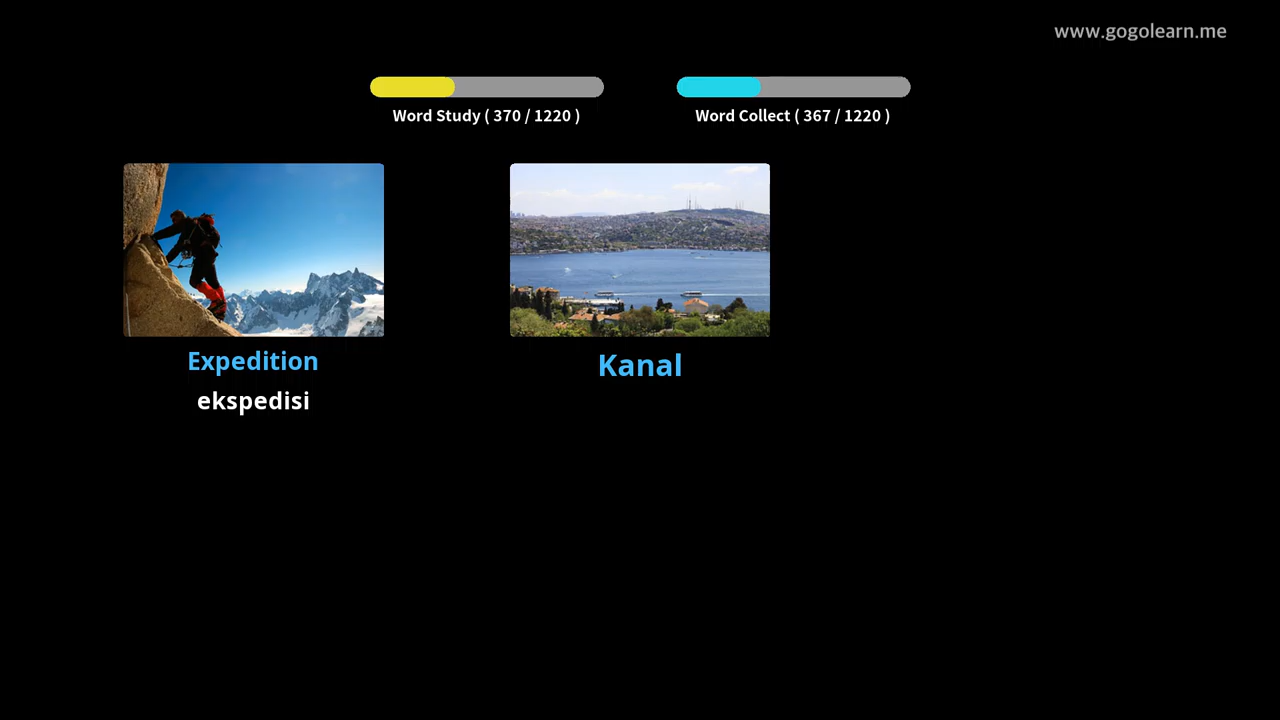 www.gogolearn.me
Word Study ( 370 / 1220 )
Word Collect ( 367 / 1220 )
Expedition
ekspedisi
Kanal